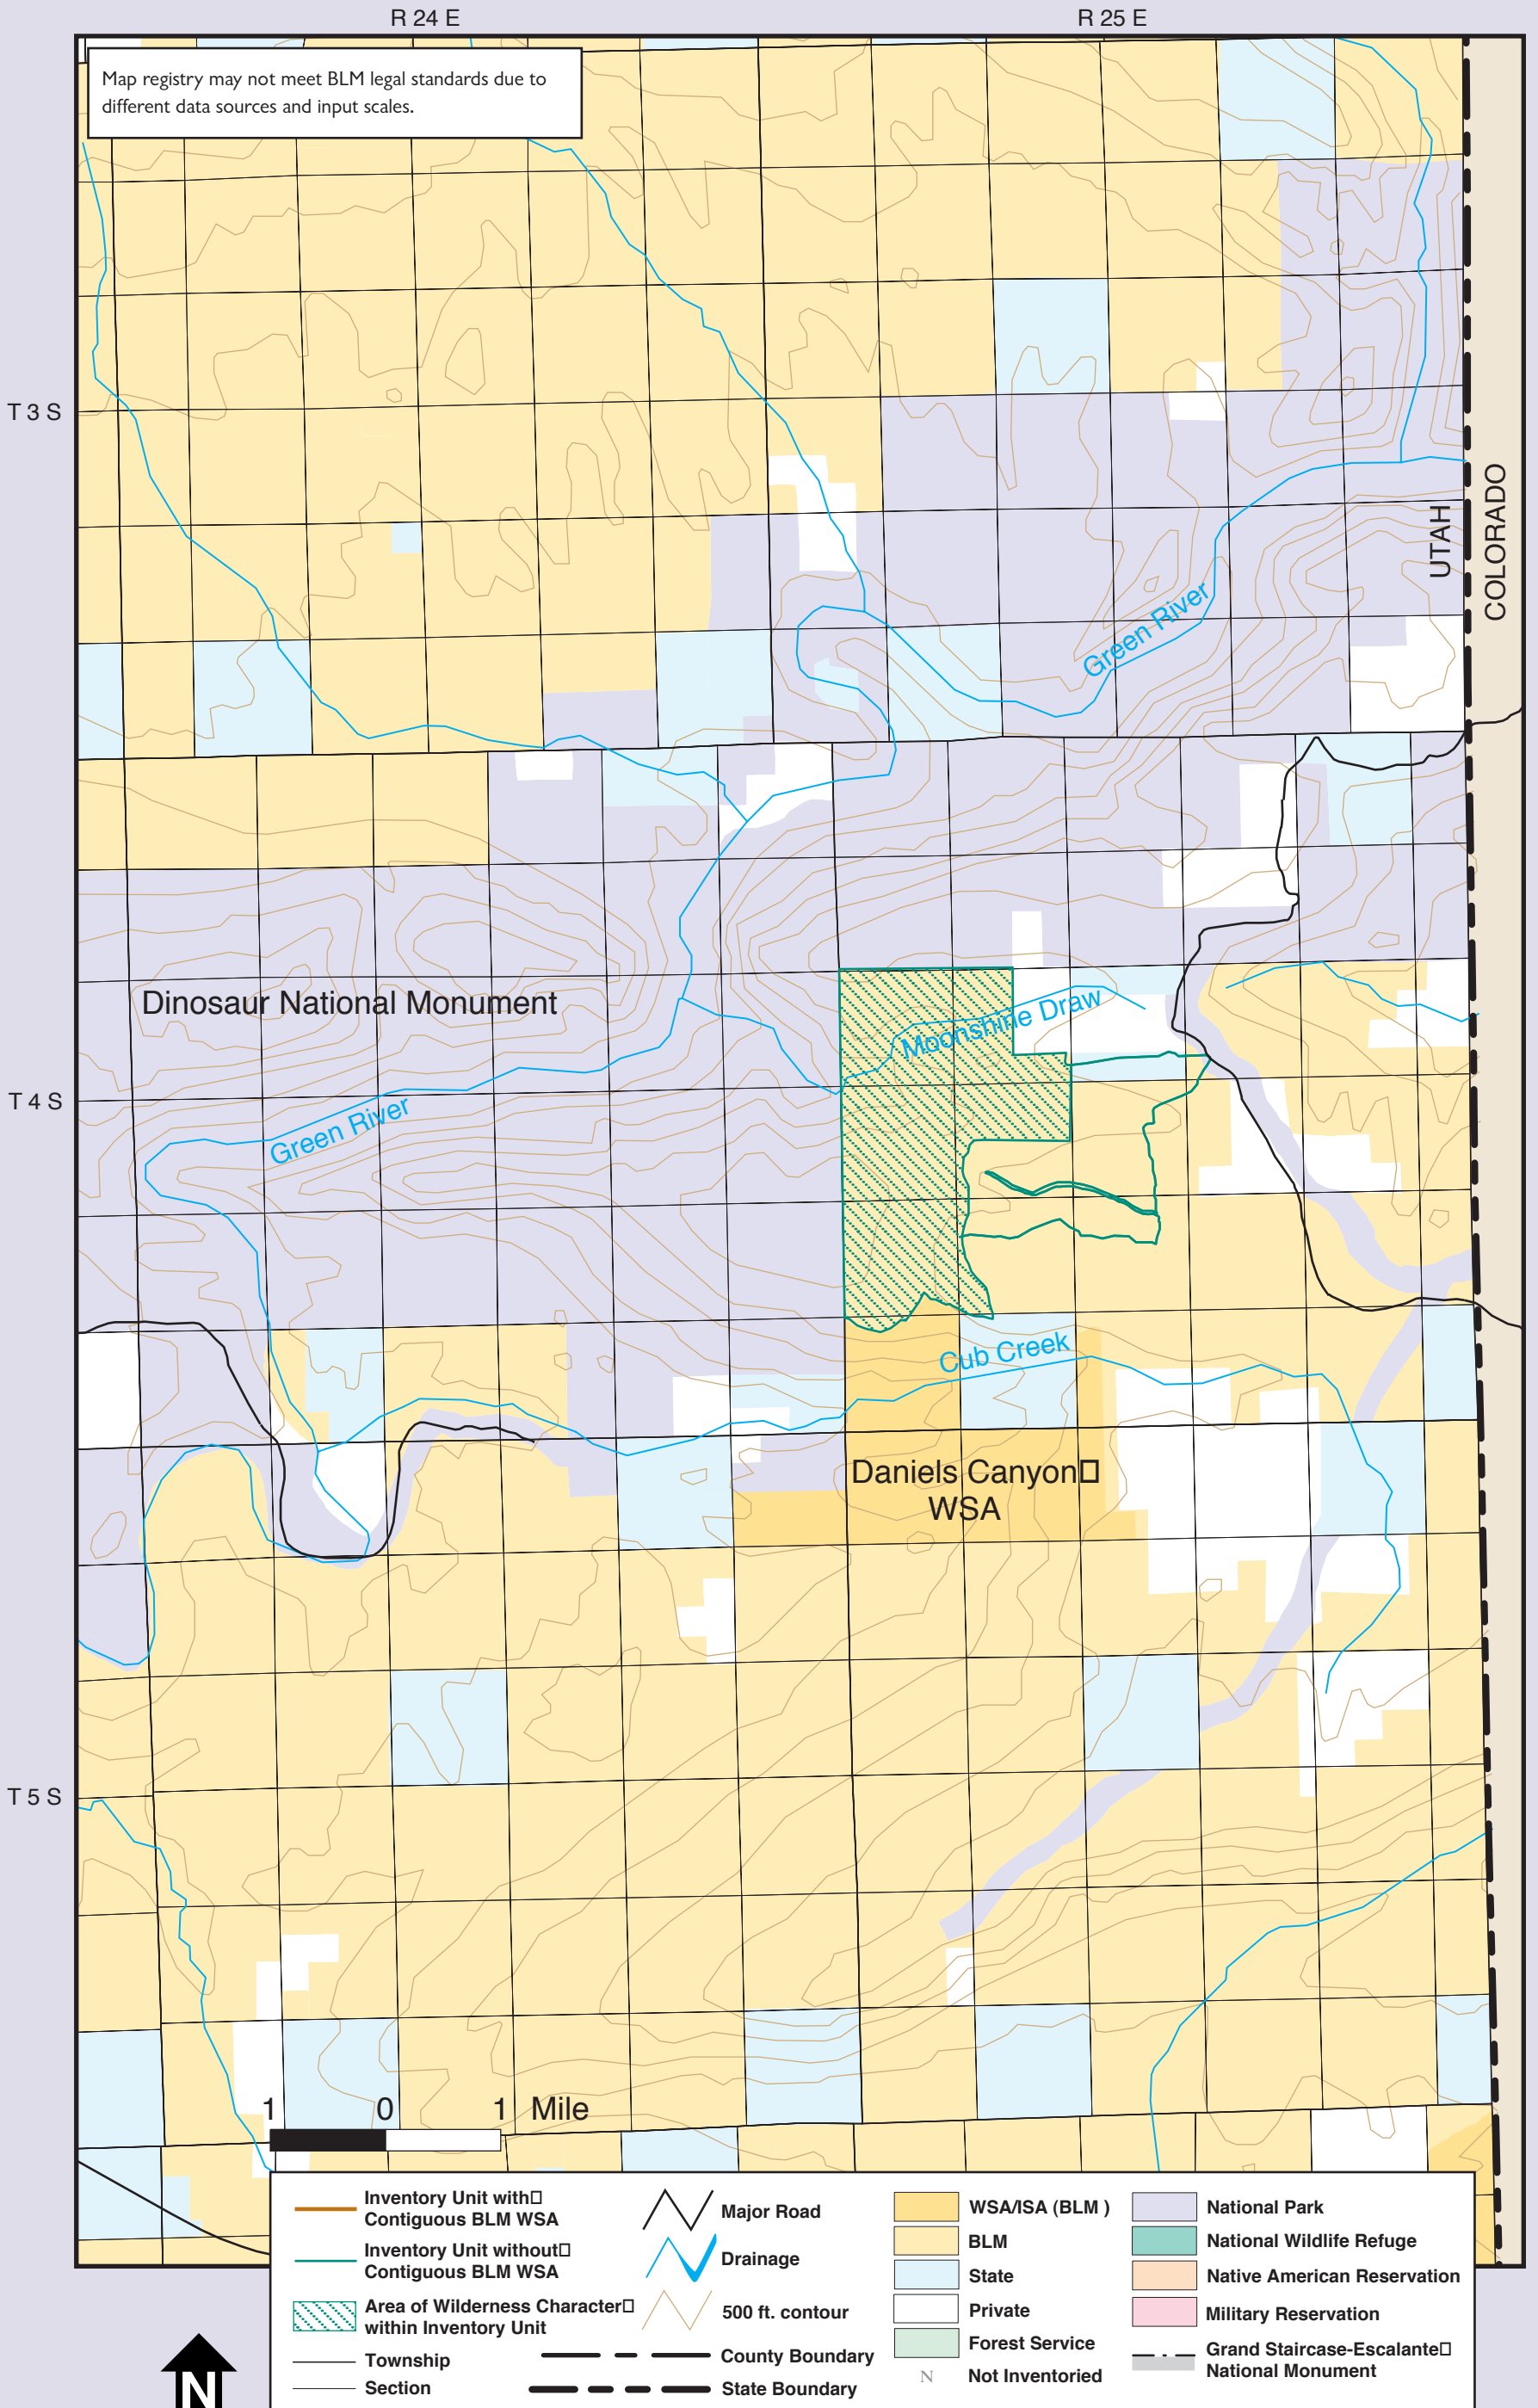 R 24 E
R 25 E
Map registry may not meet BLM legal standards due to
different data sources and input scales.
T 3 S
UTAH
COLORADO
Green River
Dinosaur National Monument
Moonshine Draw
T 4 S
Green River
Cub Creek
Daniels Canyon
WSA
T 5 S
1 0 1 Mile
Inventory Unit with
Contiguous BLM WSA
Inventory Unit without
Contiguous BLM WSA
Area of Wilderness Character
within Inventory Unit
Township
Section
Major Road
Drainage
500 ft. contour
County Boundary
State Boundary
WSA/ISA (BLM )
BLM
State
Private
Forest Service
N Not Inventoried
National Park
National Wildlife Refuge
Native American Reservation
Military Reservation
Grand Staircase-Escalante
National Monument
N